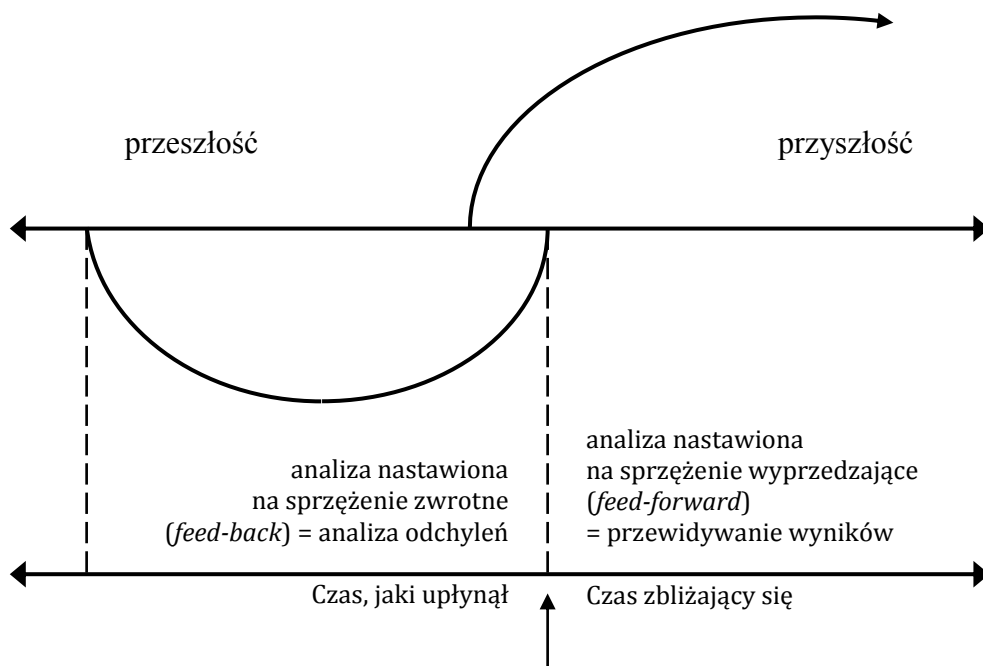 przeszłość
przyszłość
analiza nastawiona
na sprzężenie zwrotne
(feed-back) = analiza odchyleń
analiza nastawiona
na sprzężenie wyprzedzające
(feed-forward)
= przewidywanie wyników
Czas, jaki upłynął
Czas zbliżający się